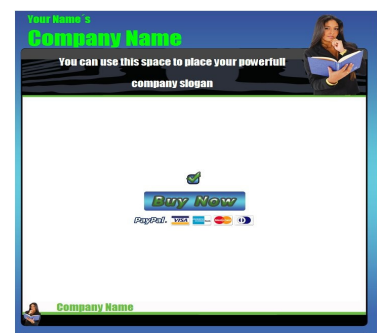 Your Name`s
Company Name
You can use this space to place your powerfull
company slogan
Buy Now
PayPal. VISA
Company Name